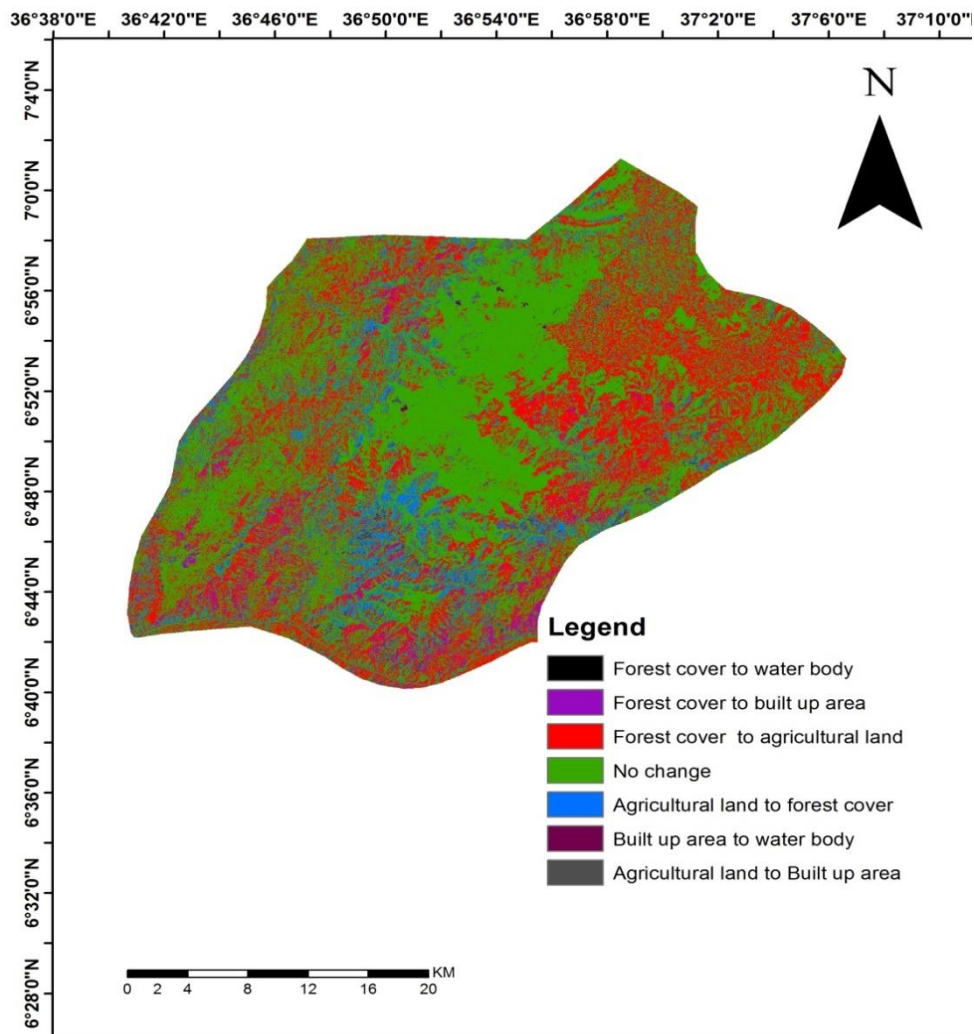 36°38'0"E 36°42'0"E 36°46'0"E 36°50'0"E 36°54'0"E 36°58'0"E 37°2'0"E 37°6'0"E 37°10'0"E
7°4'0"N
7°0'0"N
6°56'0"N
6°52'0"N
6°48'0"N
6°44'0"N
6°40'0"N
6°36'0"N
6°32'0"N
6°28'0"N
N
Legend
Forest cover to water body
Forest cover to built up area
Forest cover to agricultural land
No change
Agricultural land to forest cover
Built up area to water body
Agricultural land to Built up area
KM
0 2 4 8 12 16 20